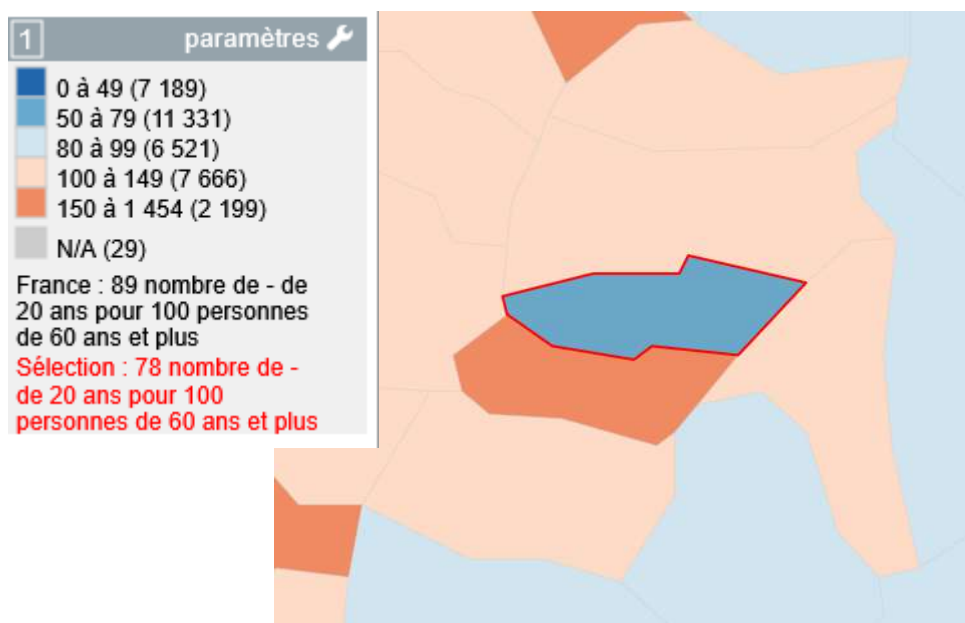 1 paramètres
0 à 49 (7 189)
50 à 79 (11 331)
80 à 99 (6 521)
100 à 149 (7 666)
150 à 1 454 (2 199)
N/A (29)
France : 89 nombre de - de
20 ans pour 100 personnes
de 60 ans et plus
Sélection : 78 nombre de -
de 20 ans pour 100
personnes de 60 ans et plus